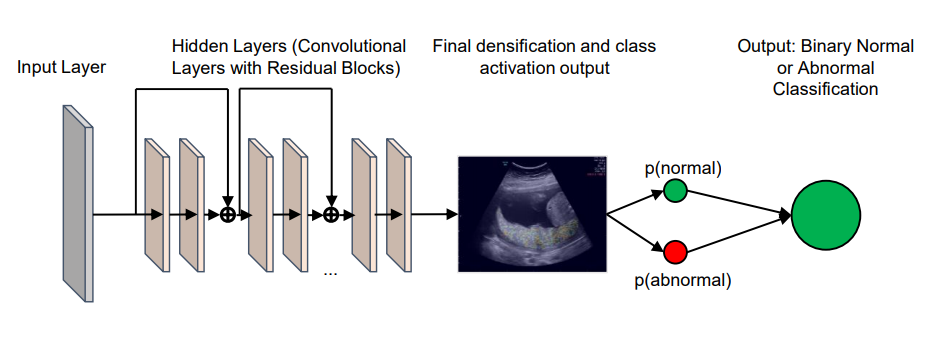 Input Layer
Hidden Layers (Convolutional
Layers with Residual Blocks)
Final densification and class
activation output
Output: Binary Normal
or Abnormal
Classification
p(normal)
p(abnormal)
...